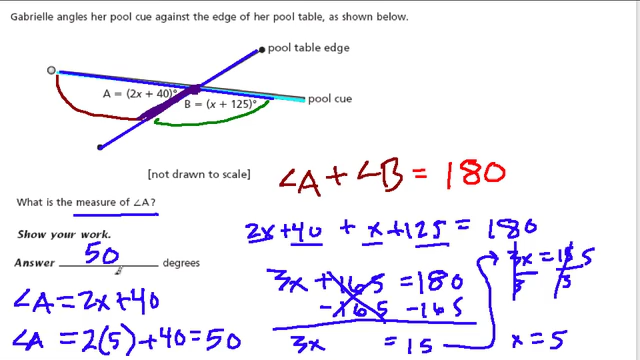 Gabrielle angles her pool cue against the edge of her pool table, as shown below.
pool table edge
A = (2x + 40)°
B = (x + 125)°
pool cue
[not drawn to scale]
∠A + ∠B = 180
What is the measure of ∠A?
2x + 40 + x + 125 = 180
Show your work.
Answer 50 degrees
3x + 165 = 180
3x = 15
- 165 - 165
3 3
∠A = 2x + 40
3x = 15
x = 5
∠A = 2(5) + 40 = 50